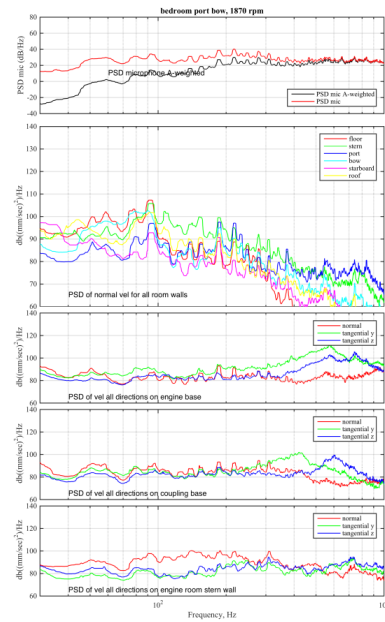 bedroom port bow, 1870 rpm
80
60
40
20
0
-20
-40
PSD mic (dB/Hz)
PSD microphone A-weighted
PSD mic A-weighted
PSD mic
140
130
120
110
100
90
80
70
60
db((mm/sec²)²/Hz
floor
stern
port
bow
starboard
roof
PSD of normal vel for all room walls
140
120
100
80
60
db((mm/sec²)²/Hz
normal
tangential y
tangential z
PSD of vel all directions on engine base
140
120
100
80
60
db((mm/sec²)²/Hz
normal
tangential y
tangential z
PSD of vel all directions on coupling base
140
120
100
80
60
db((mm/sec²)²/Hz
normal
tangential y
tangential z
PSD of vel all directions on engine room stern wall
10²
Frequency, Hz